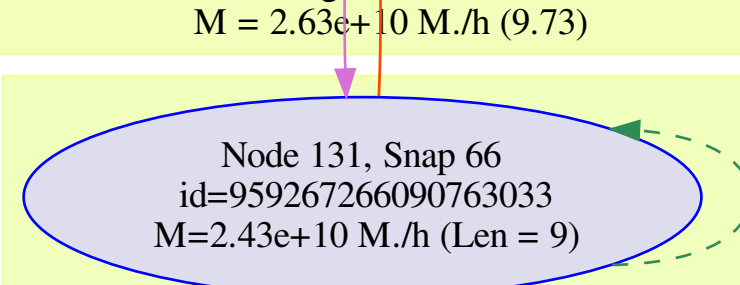 M = 2.63e+10 M./h (9.73)
Node 131, Snap 66
id=959267266090763033
M=2.43e+10 M./h (Len = 9)